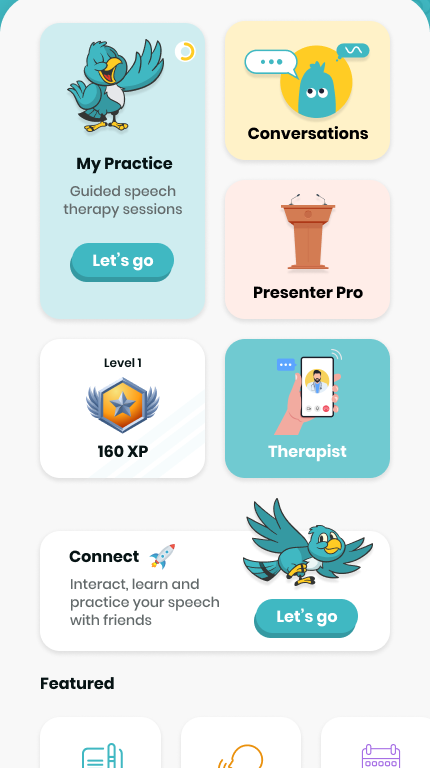 My Practice
Guided speech
therapy sessions
Let's go
Conversations
Presenter Pro
Level 1
160 XP
Therapist
Connect
Interact, learn and
practice your speech
with friends
Let's go
Featured